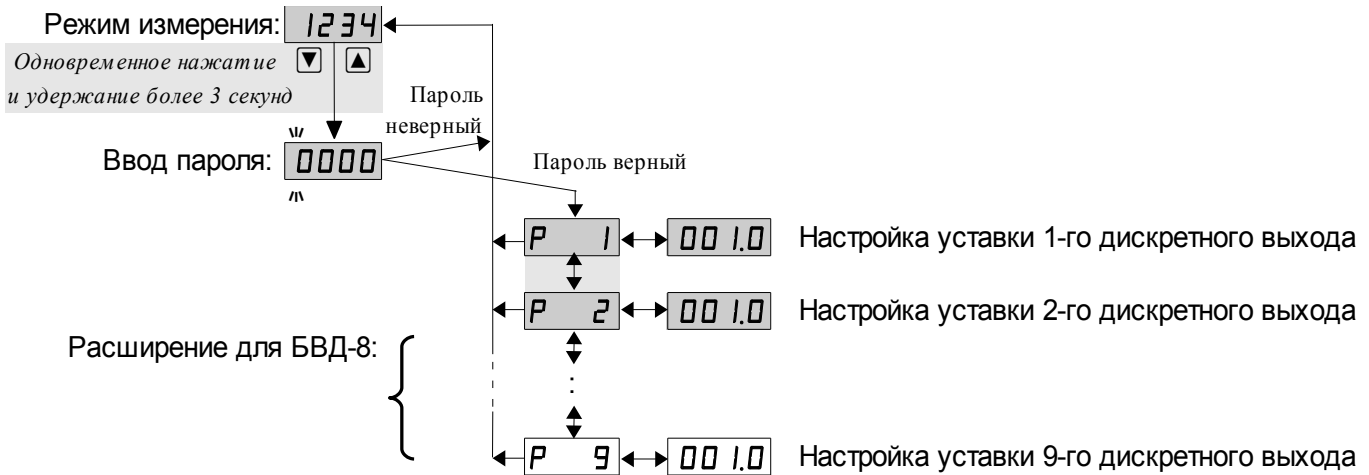 Режим измерения: 1234
Одновременное нажатие
и удержание более 3 секунд
Пароль
неверный
Ввод пароля: 0000
Пароль верный
P 1 001.0 Настройка уставки 1-го дискретного выхода
P 2 001.0 Настройка уставки 2-го дискретного выхода
Расширение для БВД-8:
P 9 001.0 Настройка уставки 9-го дискретного выхода